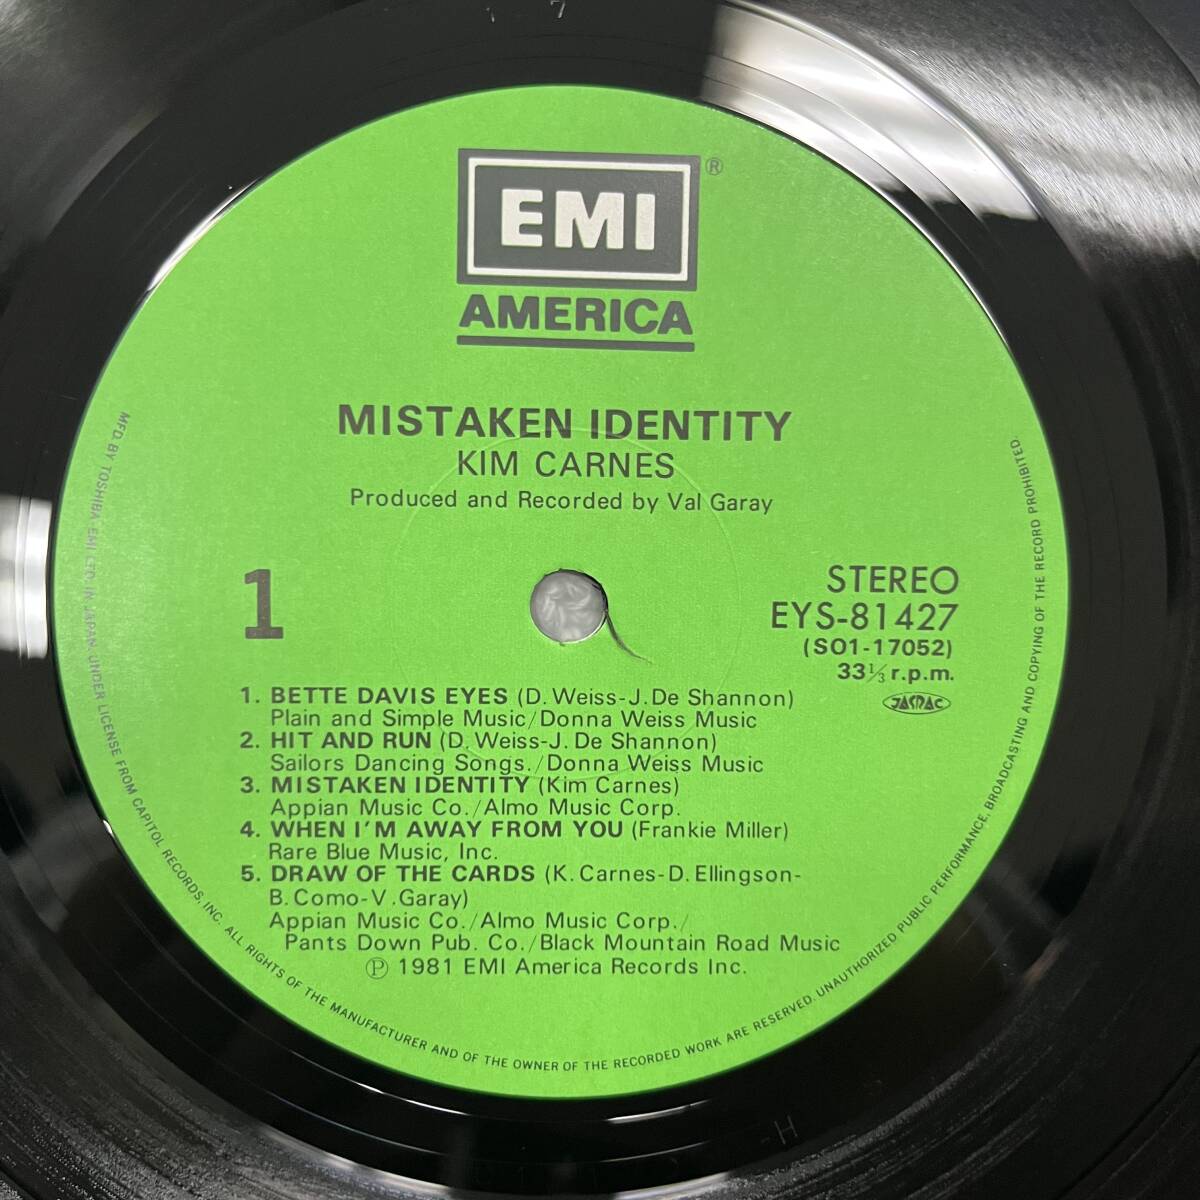 EMI ®
AMERICA
MISTAKEN IDENTITY
KIM CARNES
Produced and Recorded by Val Garay
1
STEREO
EYS-81427
(SO1-17052)
33⅓ r.p.m.
JASRAC
1. BETTE DAVIS EYES (D. Weiss-J. De Shannon)
Plain and Simple Music/Donna Weiss Music
2. HIT AND RUN (D. Weiss-J. De Shannon)
Sailors Dancing Songs./Donna Weiss Music
3. MISTAKEN IDENTITY (Kim Carnes)
Appian Music Co./Almo Music Corp.
4. WHEN I'M AWAY FROM YOU (Frankie Miller)
Rare Blue Music, Inc.
5. DRAW OF THE CARDS (K. Carnes-D. Ellingson-
B. Como-V. Garay)
Appian Music Co./Almo Music Corp./
Pants Down Pub. Co./Black Mountain Road Music
Ⓟ 1981 EMI America Records Inc.
MFD. BY TOSHIBA-EMI LTD. IN JAPAN. UNDER LICENSE FROM CAPITOL RECORDS, INC. ALL RIGHTS OF THE MANUFACTURER AND OF THE OWNER OF THE RECORDED WORK ARE RESERVED. UNAUTHORIZED PUBLIC PERFORMANCE, BROADCASTING AND COPYING OF THE RECORD PROHIBITED.